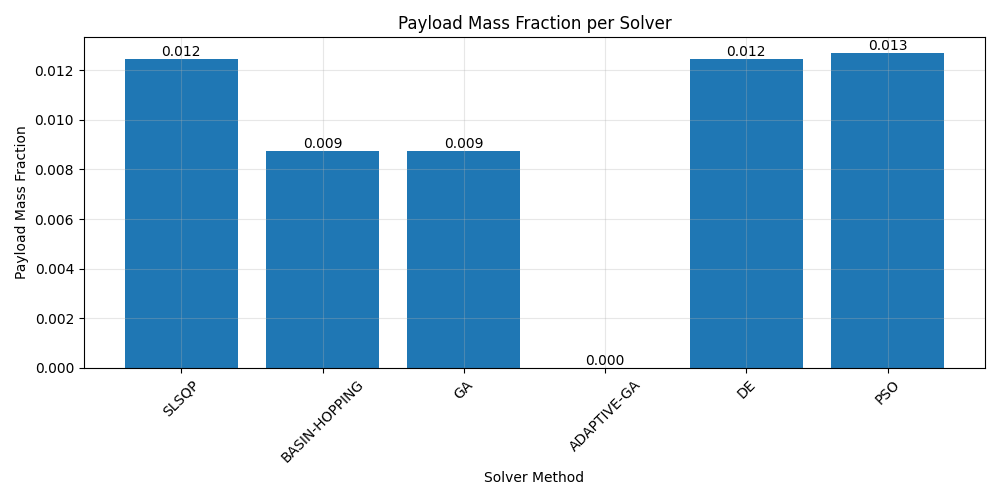 Payload Mass Fraction per Solver
Payload Mass Fraction
0.012
0.010
0.008
0.006
0.004
0.002
0.000
0.012
0.009
0.009
0.000
0.012
0.013
SLSQP
BASIN-HOPPING
GA
ADAPTIVE-GA
DE
PSO
Solver Method